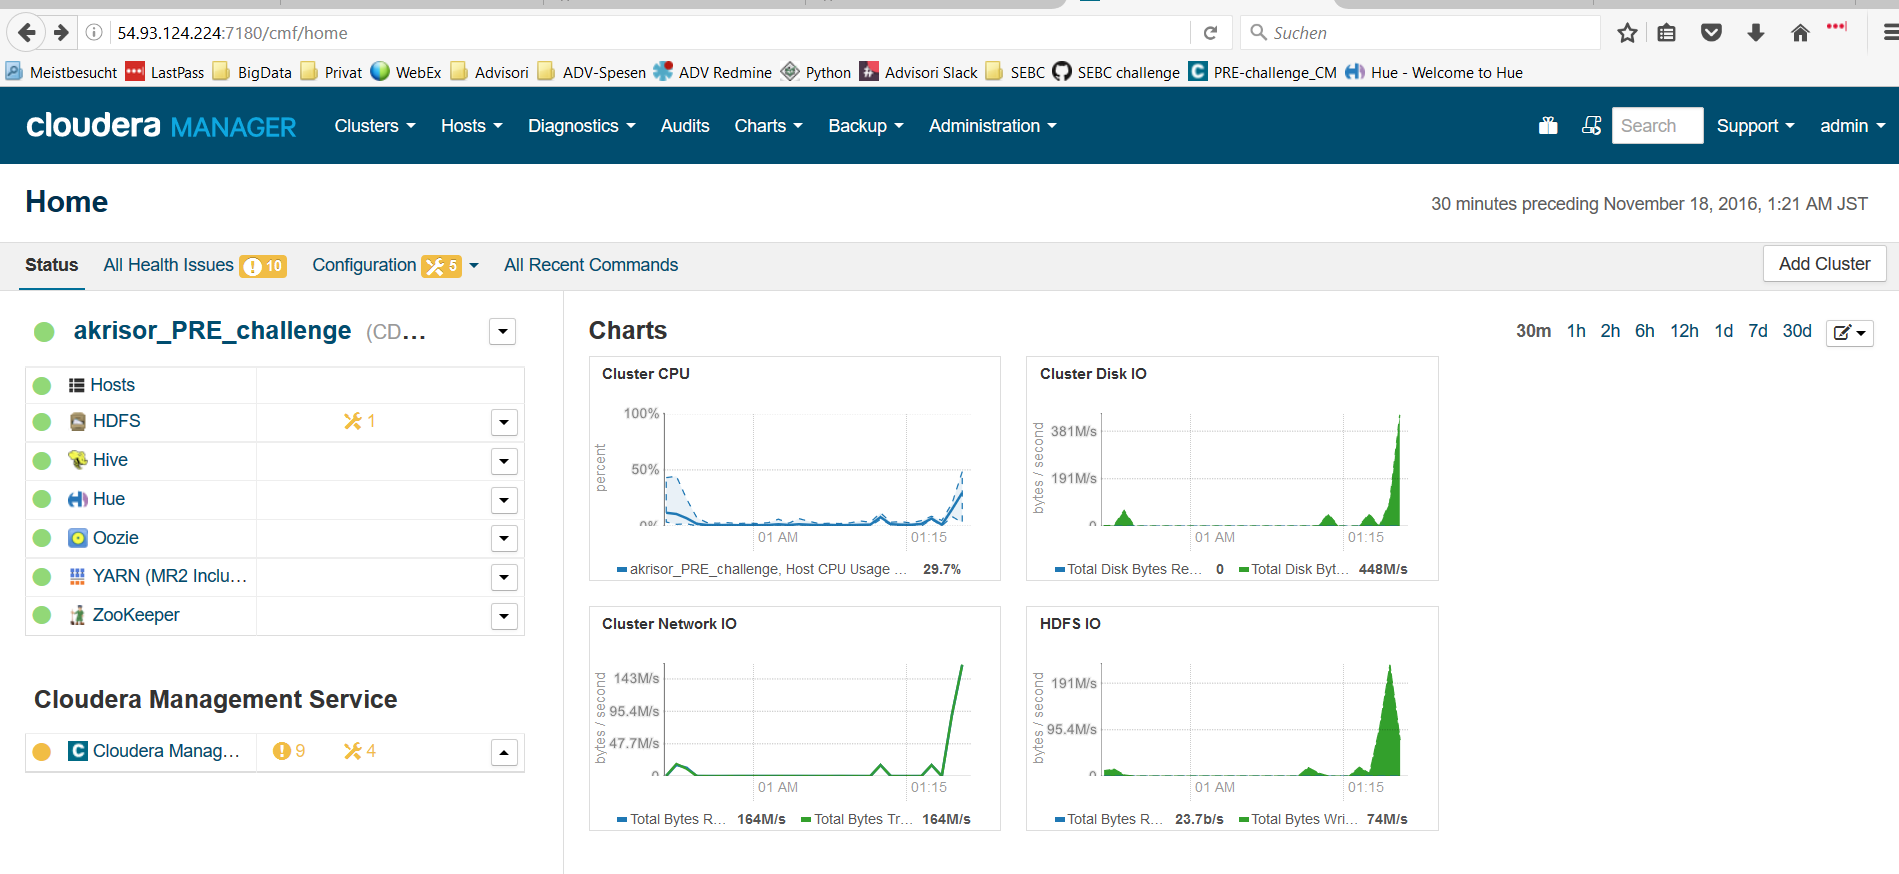 54.93.124.224:7180/cmf/home
Suchen
Meistbesucht LastPass BigData Privat WebEx Advisori ADV-Spesen ADV Redmine Python Advisori Slack SEBC SEBC challenge PRE-challenge_CM Hue - Welcome to Hue
cloudera MANAGER Clusters Hosts Diagnostics Audits Charts Backup Administration Search Support admin
Home
30 minutes preceding November 18, 2016, 1:21 AM JST
Status All Health Issues 10 Configuration 5 All Recent Commands Add Cluster
akrisor_PRE_challenge (CD...
Hosts
HDFS 1
Hive
Hue
Oozie
YARN (MR2 Inclu...
ZooKeeper
Cloudera Management Service
Cloudera Manag... 9 4
Charts
30m 1h 2h 6h 12h 1d 7d 30d
Cluster CPU
percent
100%
50%
0%
01 AM 01:15
akrisor_PRE_challenge, Host CPU Usage ... 29.7%
Cluster Disk IO
bytes / second
381M/s
191M/s
0
01 AM 01:15
Total Disk Bytes Re... 0 Total Disk Byt... 448M/s
Cluster Network IO
bytes / second
143M/s
95.4M/s
47.7M/s
0
01 AM 01:15
Total Bytes R... 164M/s Total Bytes Tr... 164M/s
HDFS IO
bytes / second
191M/s
95.4M/s
0
01 AM 01:15
Total Bytes R... 23.7b/s Total Bytes Wri... 74M/s